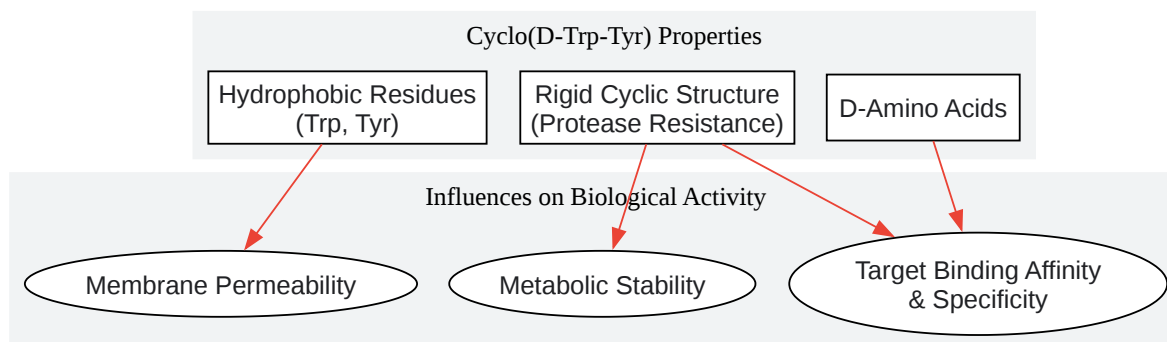 Cyclo(D-Trp-Tyr) Properties
Hydrophobic Residues
(Trp, Tyr)
Rigid Cyclic Structure
(Protease Resistance)
D-Amino Acids
Influences on Biological Activity
Membrane Permeability
Metabolic Stability
Target Binding Affinity
& Specificity